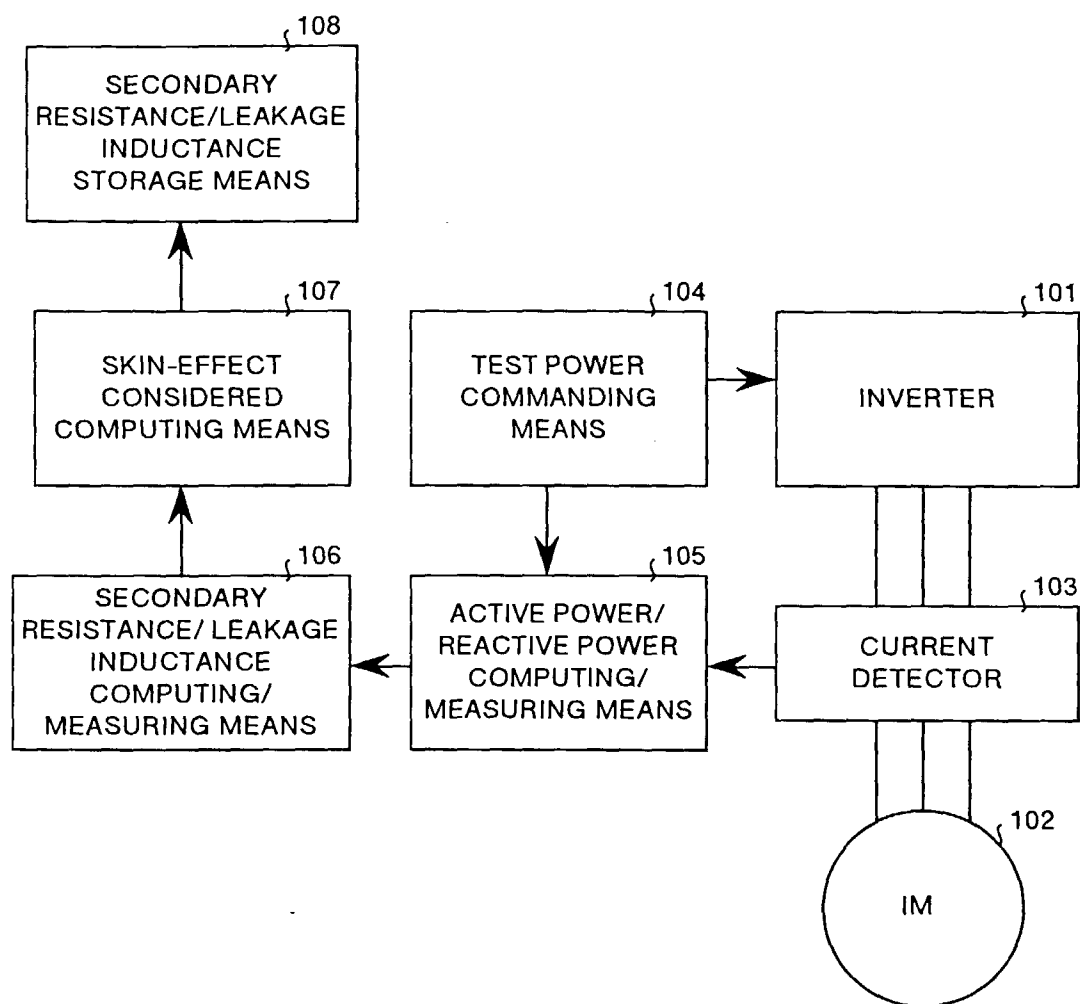 108
SECONDARY
RESISTANCE/LEAKAGE
INDUCTANCE
STORAGE MEANS
107
SKIN-EFFECT
CONSIDERED
COMPUTING MEANS
104
TEST POWER
COMMANDING
MEANS
101
INVERTER
106
SECONDARY
RESISTANCE/ LEAKAGE
INDUCTANCE
COMPUTING/
MEASURING MEANS
105
ACTIVE POWER/
REACTIVE POWER
COMPUTING/
MEASURING MEANS
103
CURRENT
DETECTOR
102
IM